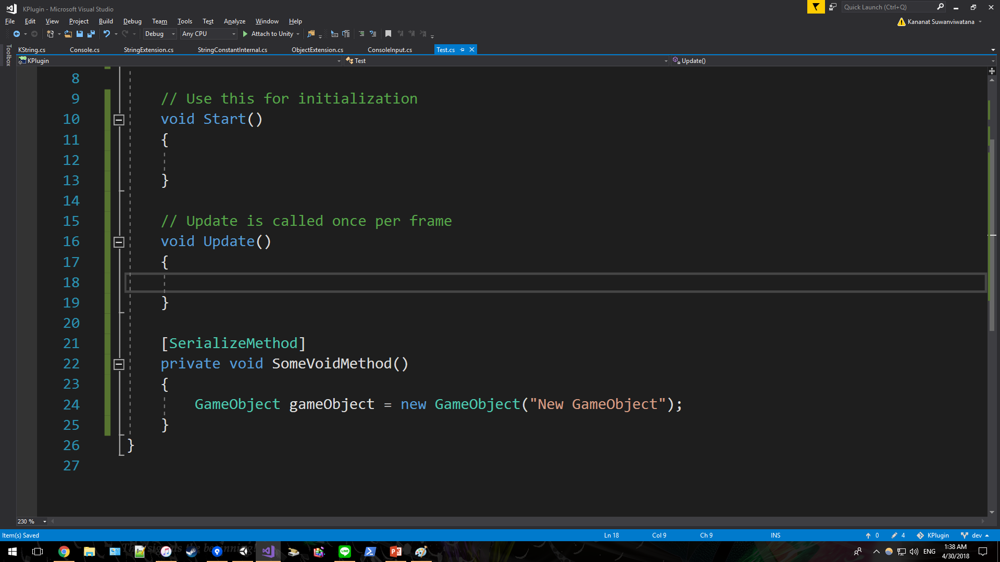 KPlugin - Microsoft Visual Studio
Quick Launch (Ctrl+Q)
File Edit View Project Build Debug Team Tools Test Analyze Window Help
Kananat Suwanviwatana
Debug Any CPU Attach to Unity
Toolbox
KString.cs Console.cs StringExtension.cs StringConstantInternal.cs ObjectExtension.cs ConsoleInput.cs Test.cs
KPlugin Test Update()
8
9 // Use this for initialization
10 void Start()
11 {
12
13 }
14
15 // Update is called once per frame
16 void Update()
17 {
18
19 }
20
21 [SerializeMethod]
22 private void SomeVoidMethod()
23 {
24 GameObject gameObject = new GameObject("New GameObject");
25 }
26 }
27
230 %
Item(s) Saved Ln 18 Col 9 Ch 9 INS 0 4 KPlugin dev
ENG
1:38 AM
4/30/2018